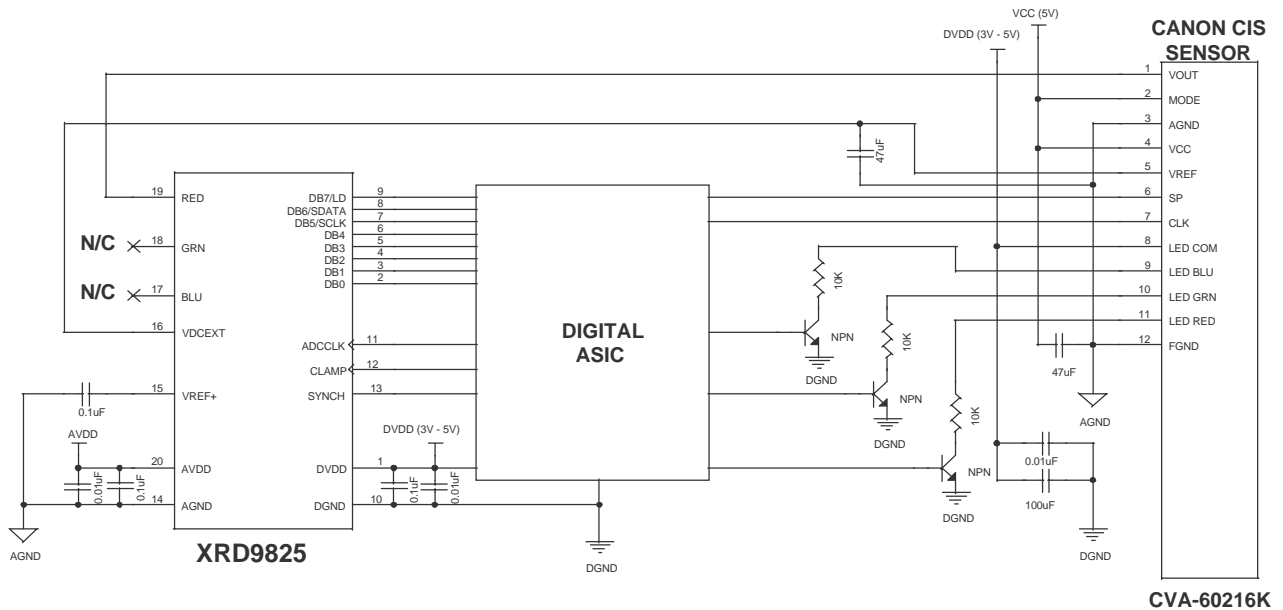 VCC (5V)
DVDD (3V - 5V)
CANON CIS
SENSOR
1 VOUT
2 MODE
3 AGND
4 VCC
5 VREF
6 SP
7 CLK
8 LED COM
9 LED BLU
10 LED GRN
11 LED RED
12 FGND
CVA-60216K
47uF
19 RED
N/C 18 GRN
N/C 17 BLU
16 VDCEXT
15 VREF+
0.1uF
AVDD
20 AVDD
0.01uF
0.1uF
14 AGND
AGND
XRD9825
DB7/LD 9
DB6/SDATA 8
DB5/SCLK 7
DB4 6
DB3 5
DB2 4
DB1 3
DB0 2
ADCCLK 11
CLAMP 12
SYNCH 13
DVDD (3V - 5V)
DVDD 1
DGND 10
0.1uF
0.01uF
DIGITAL
ASIC
DGND
10K
NPN
DGND
10K
NPN
DGND
10K
NPN
DGND
47uF
AGND
0.01uF
100uF
DGND